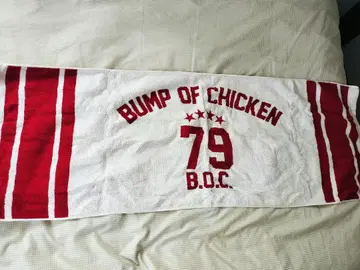 BUMP OF CHICKEN
79
B.O.C.